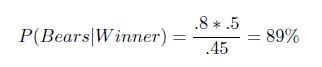 P(Bears|Winner) = .8 * .5 / .45 = 89%